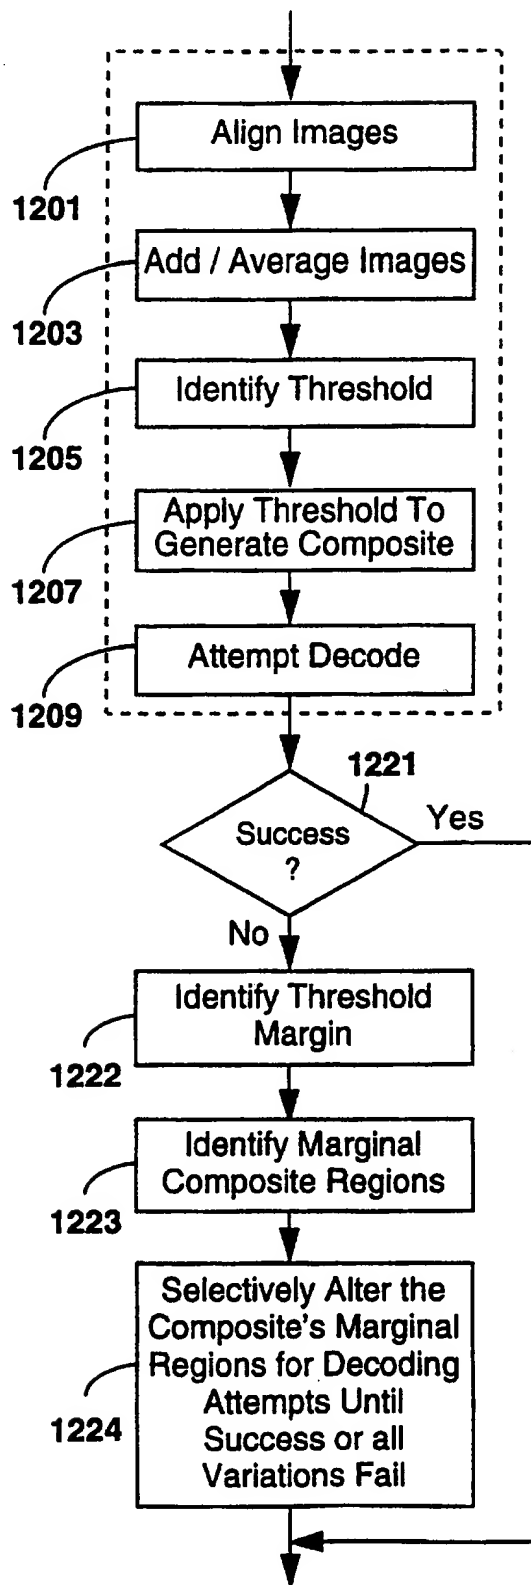 Align Images
1201
Add / Average Images
1203
Identify Threshold
1205
Apply Threshold To
Generate Composite
1207
Attempt Decode
1209
1221
Success
?
Yes
No
Identify Threshold
Margin
1222
Identify Marginal
Composite Regions
1223
Selectively Alter the
Composite's Marginal
Regions for Decoding
Attempts Until
Success or all
Variations Fail
1224